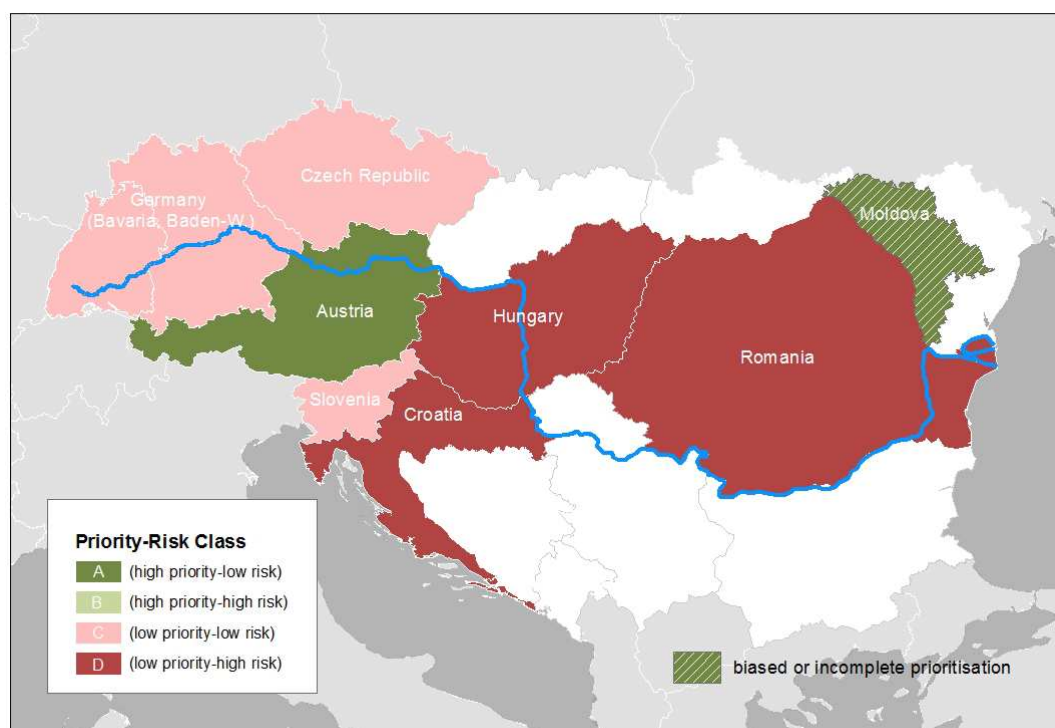 Czech Republic
Germany
(Bavaria, Baden-W.)
Moldova
Austria
Hungary
Romania
Slovenia
Croatia
Priority-Risk Class
A (high priority-low risk)
B (high priority-high risk)
C (low priority-low risk)
D (low priority-high risk)
biased or incomplete prioritisation